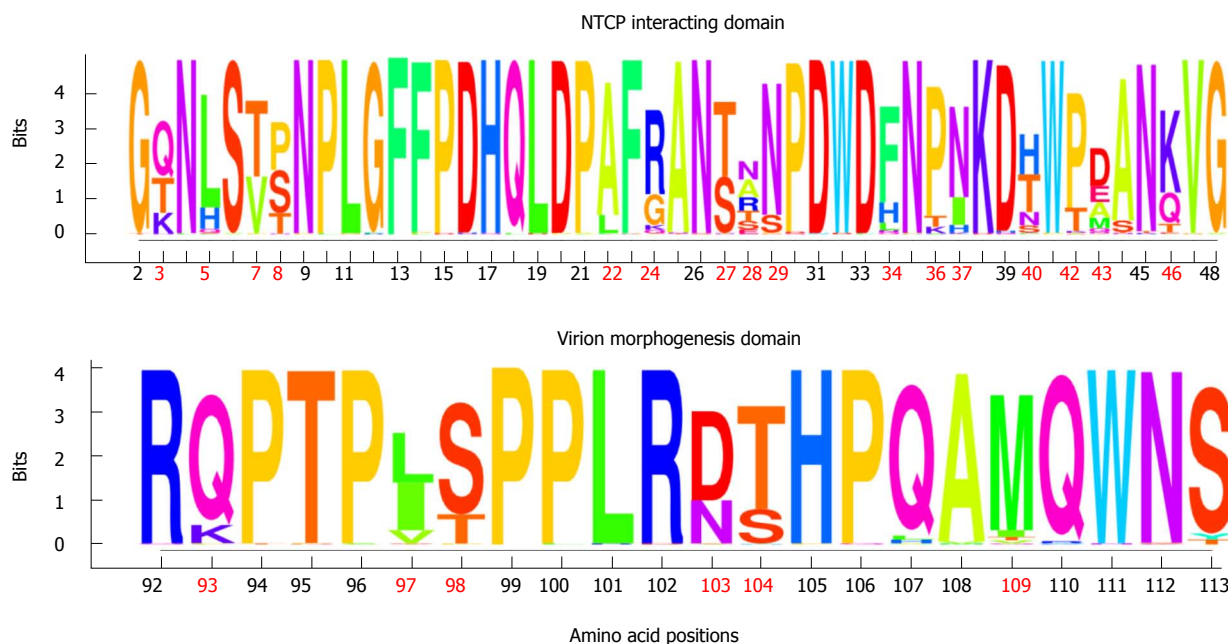 NTCP interacting domain
Bits
4
3
2
1
0
GQNLSTPNPLGFFPDHQLDPAFRANTNNPDWDFNPNKDHWPDANKVG
2 3 5 7 8 9 11 13 15 17 19 21 22 24 26 27 28 29 31 33 34 36 37 39 40 42 43 45 46 48
Virion morphogenesis domain
Bits
4
3
2
1
0
RQPTPLSPPLRDTHPQAMQWNS
92 93 94 95 96 97 98 99 100 101 102 103 104 105 106 107 108 109 110 111 112 113
Amino acid positions